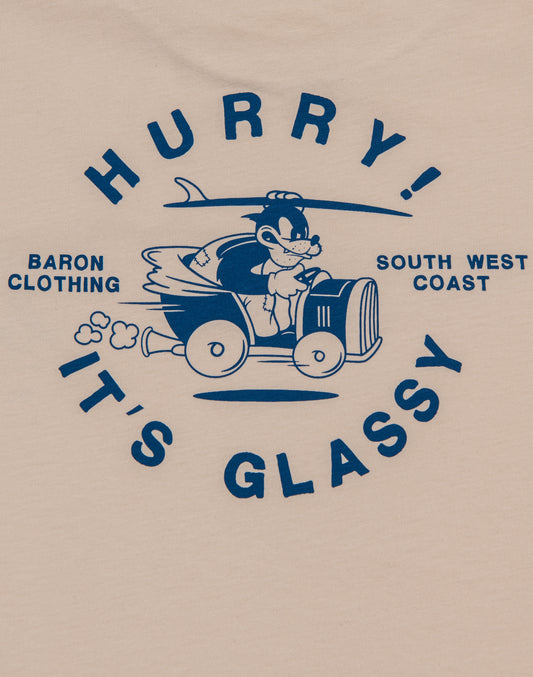 HURRY!
BARON
CLOTHING
SOUTH WEST
COAST
IT'S GLASSY